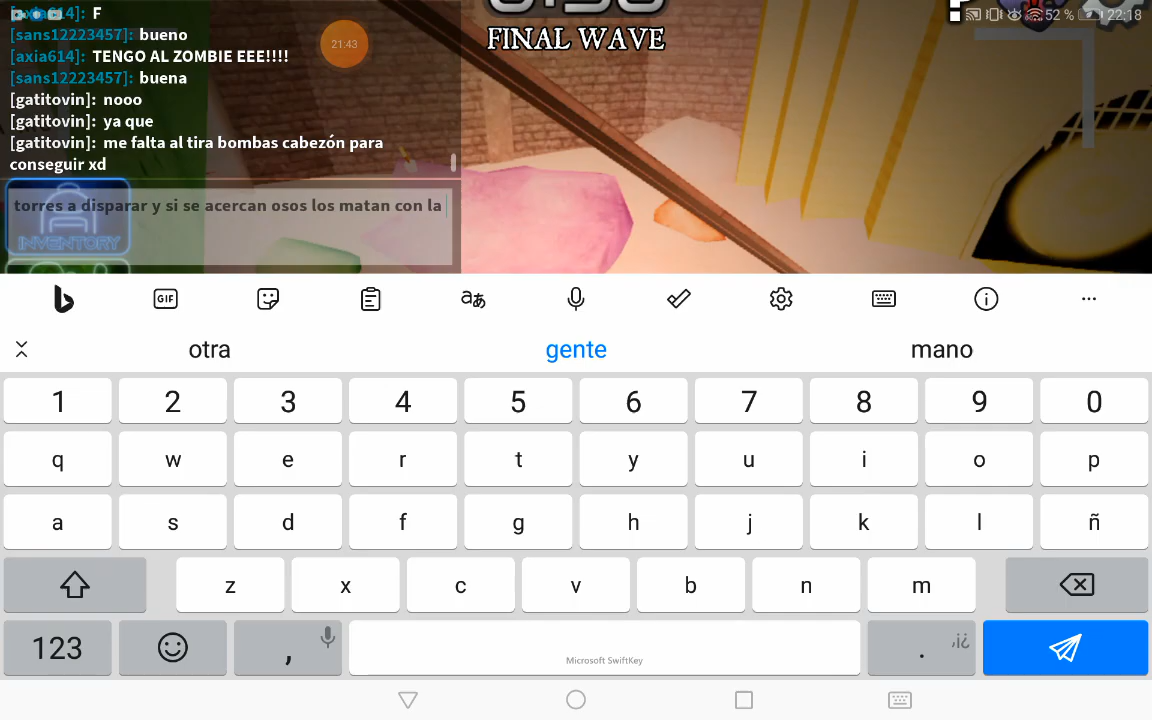 [axia614]: F
[sans12223457]: bueno
[axia614]: TENGO AL ZOMBIE EEE!!!!
[sans12223457]: buena
[gatitovin]: nooo
[gatitovin]: ya que
[gatitovin]: me falta al tira bombas cabezón para
conseguir xd
torres a disparar y si se acercan osos los matan con la
INVENTORY
21:43
FINAL WAVE
52 % 22:18
GIF
aあ
otra gente mano
1 2 3 4 5 6 7 8 9 0
q w e r t y u i o p
a s d f g h j k l ñ
z x c v b n m
123 , . ,¡¿
Microsoft SwiftKey